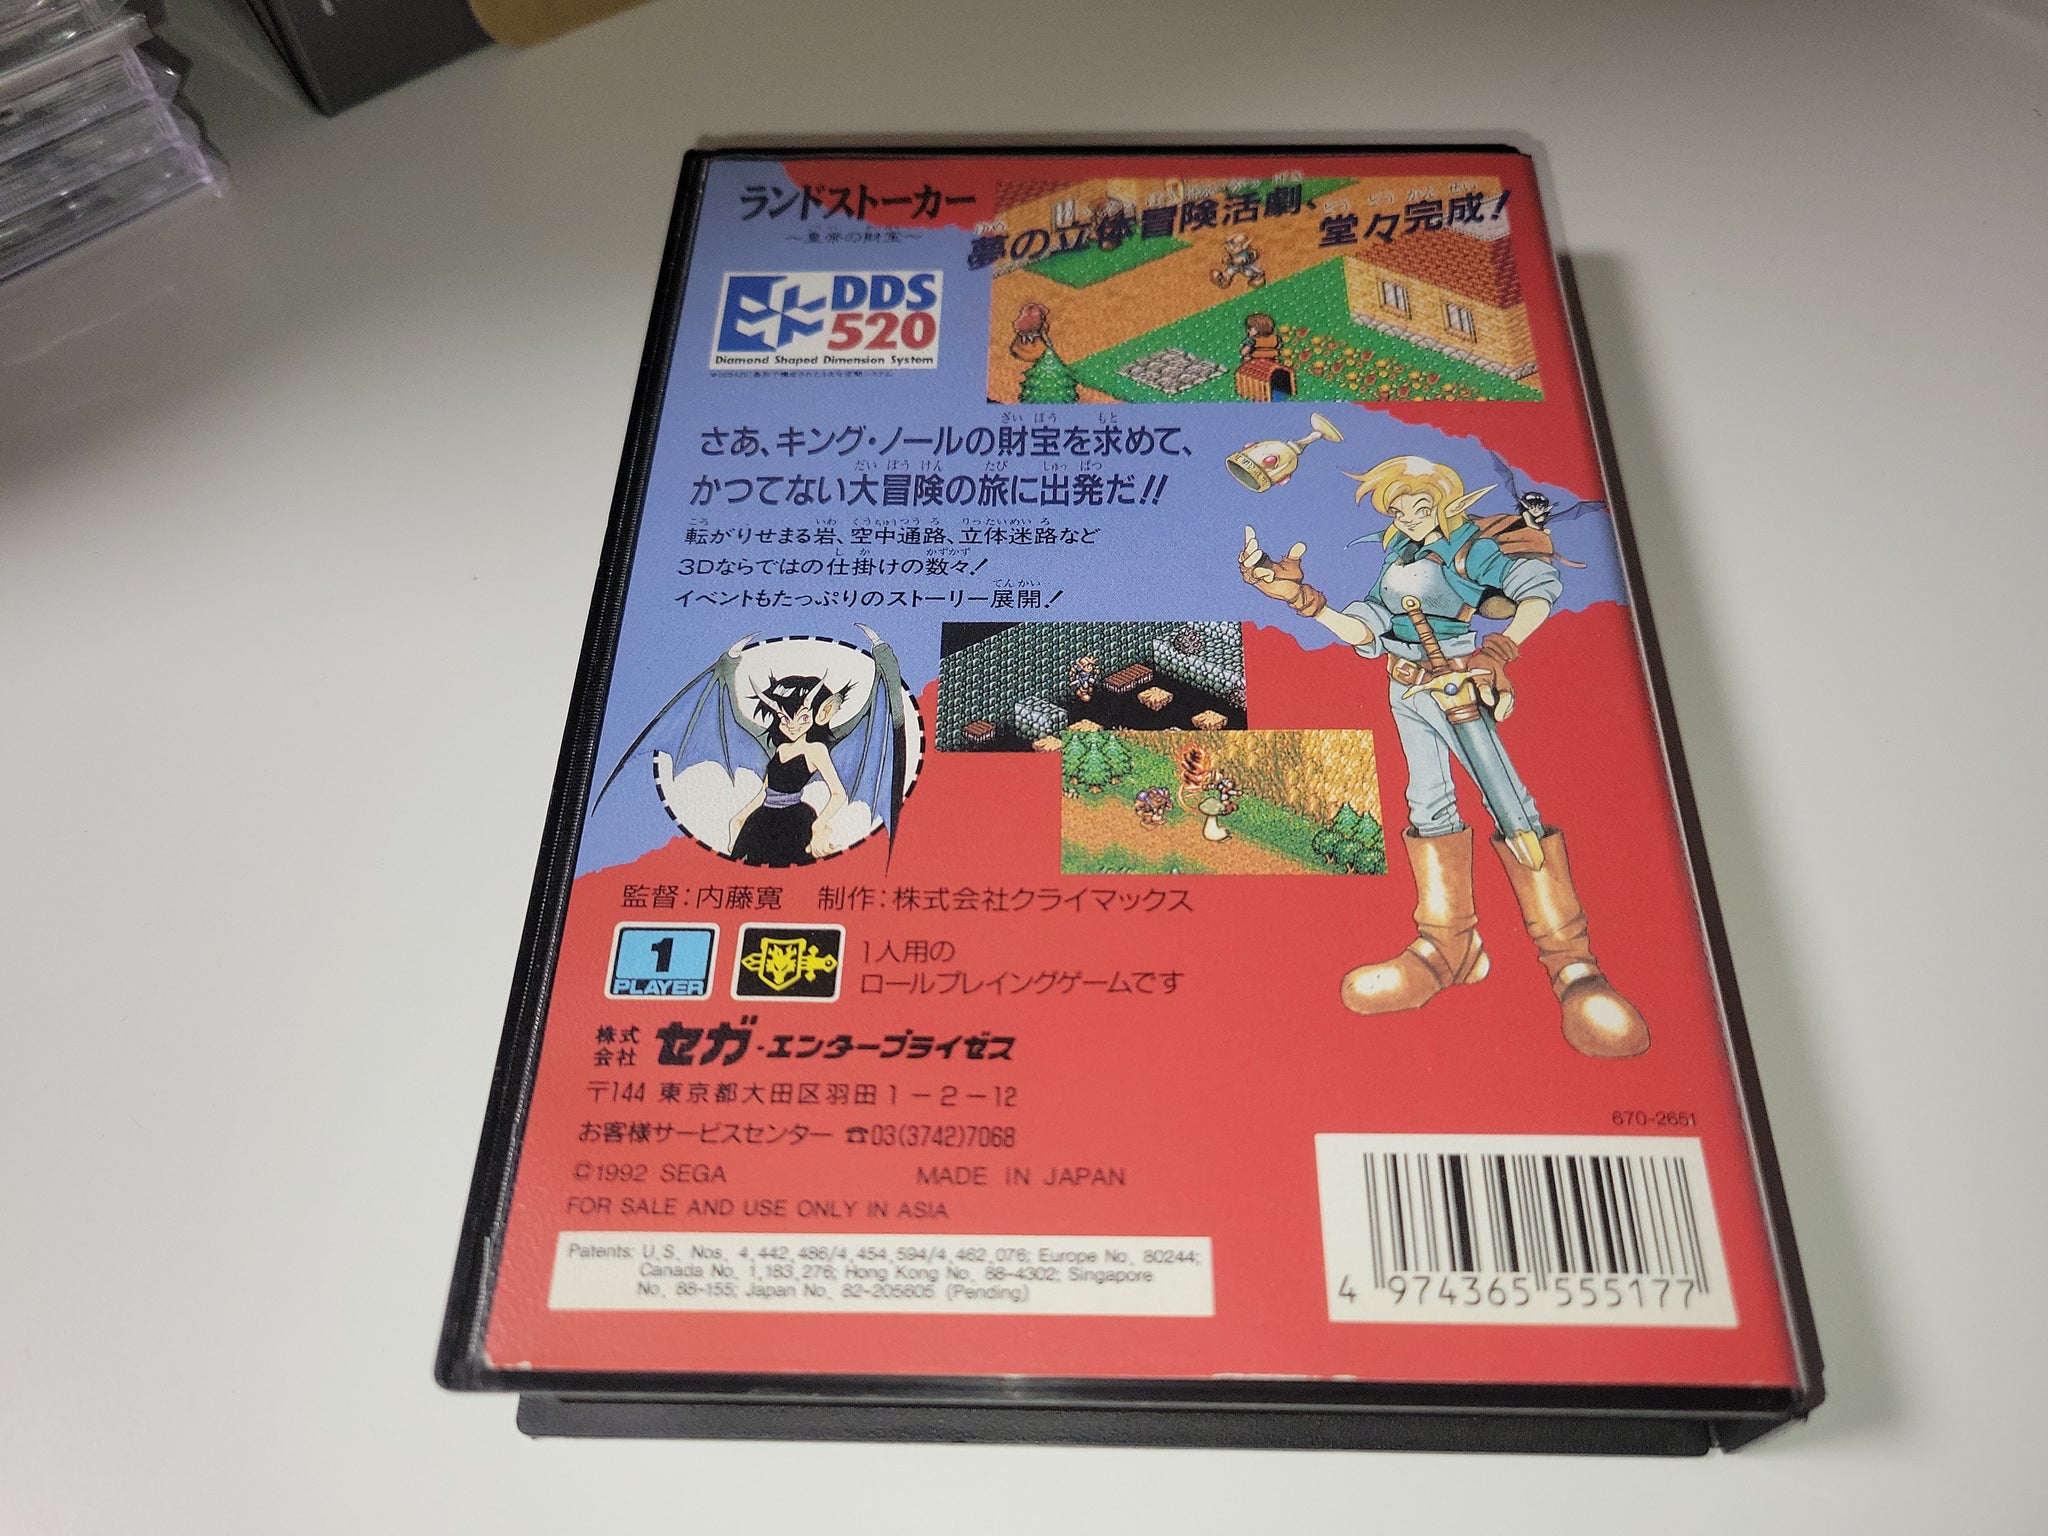 ランドストーカー
〜皇帝の財宝〜
夢の立体冒険活劇、堂々完成!
DDS
520
Diamond Shaped Dimension System
さあ、キング・ノールの財宝を求めて、
かつてない大冒険の旅に出発だ!!
転がりせまる岩、空中通路、立体迷路など
3Dならではの仕掛けの数々!
イベントもたっぷりのストーリー展開!
監督:内藤寛 制作:株式会社クライマックス
1
PLAYER
1人用の
ロールプレイングゲームです
株式会社 セガ・エンタープライゼス
〒144 東京都大田区羽田1-2-12
お客様サービスセンター ☎03(3742)7068
©1992 SEGA MADE IN JAPAN
FOR SALE AND USE ONLY IN ASIA
Patents: U.S. Nos. 4,442,486/4,454,594/4,462,076; Europe No. 80244;
Canada No. 1,183,276; Hong Kong No. 88-4302; Singapore
No. 88-155; Japan No. 82-205605 (Pending)
670-2651
4 974365 555177